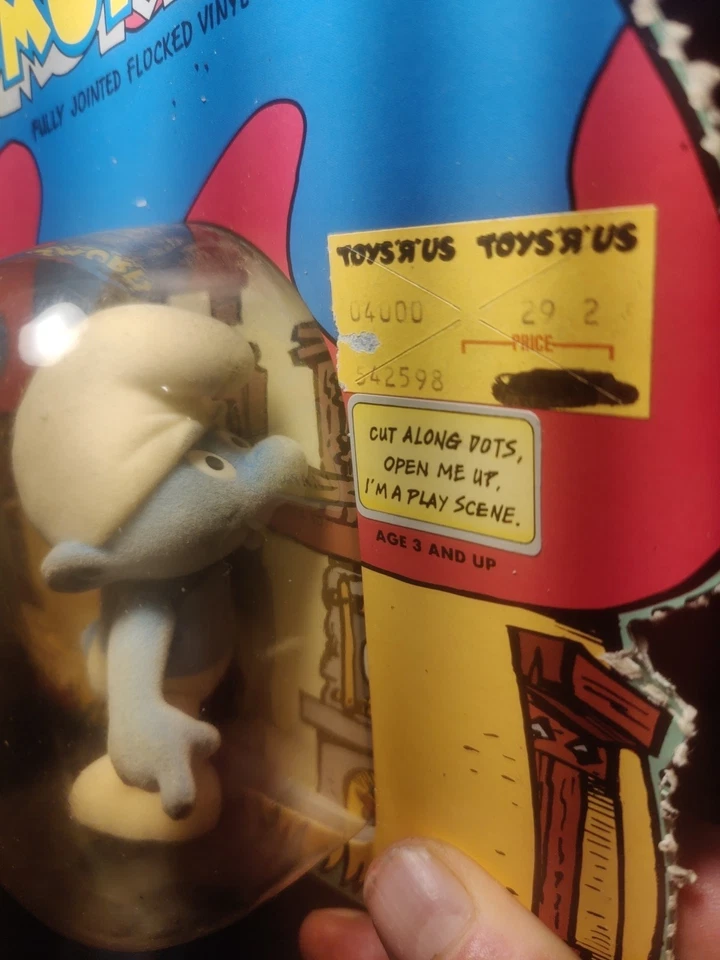 FULLY JOINTED FLOCKED VINYL
TOYS "R" US TOYS "R" US
04000 29 2
PRICE
542598
CUT ALONG DOTS,
OPEN ME UP,
I'M A PLAY SCENE.
AGE 3 AND UP